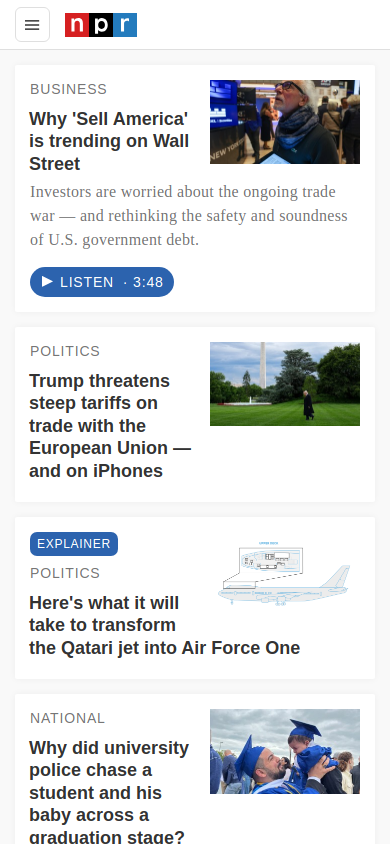 npr
BUSINESS
Why 'Sell America'
is trending on Wall
Street
Investors are worried about the ongoing trade
war — and rethinking the safety and soundness
of U.S. government debt.
LISTEN · 3:48
POLITICS
Trump threatens
steep tariffs on
trade with the
European Union —
and on iPhones
EXPLAINER
POLITICS
Here's what it will
take to transform
the Qatari jet into Air Force One
NATIONAL
Why did university
police chase a
student and his
baby across a
graduation stage?